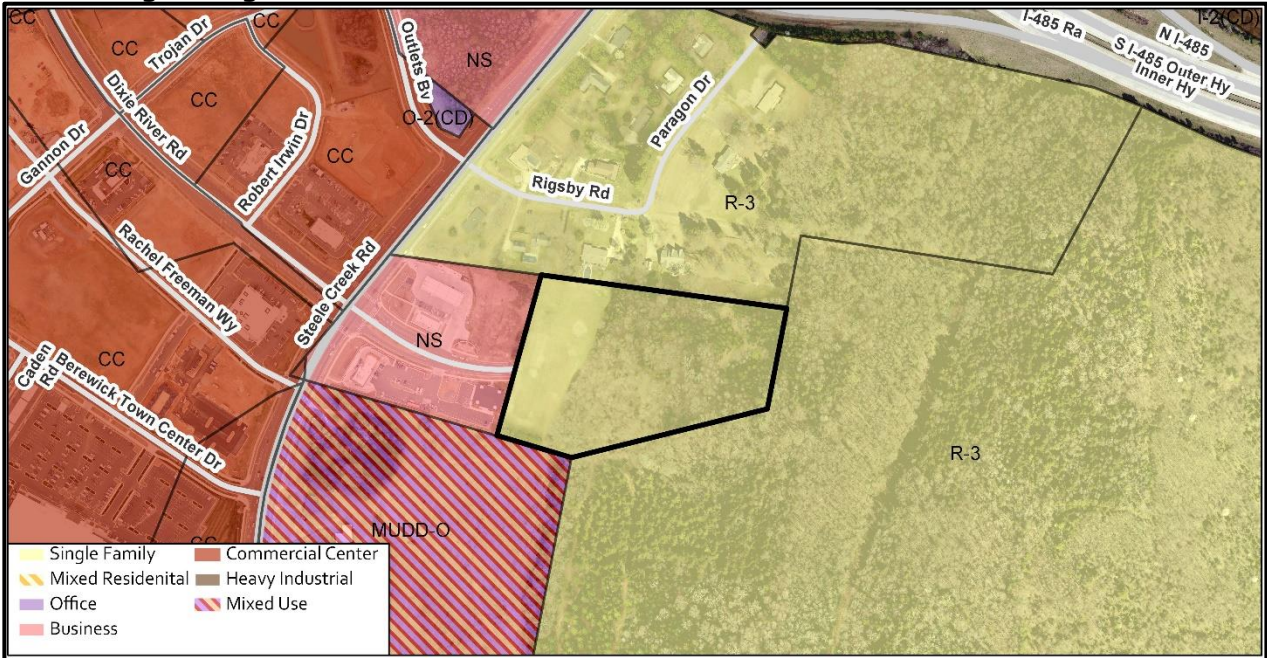 CC
CC
Trojan Dr
Outlets Bv
NS
I-485 Ra
N I-485
S I-485 Outer Hy
Inner Hy
I-2(CD)
Dixie River Rd
CC
O-2(CD)
Paragon Dr
Gannon Dr
CC
Robert Irwin Dr
CC
Rigsby Rd
R-3
Rachel Freeman Wy
Steele Creek Rd
NS
CC
Caden Rd
Berewick Town Center Dr
R-3
MUDD-O
CC
Single Family
Commercial Center
Mixed Residenital
Heavy Industrial
Office
Mixed Use
Business